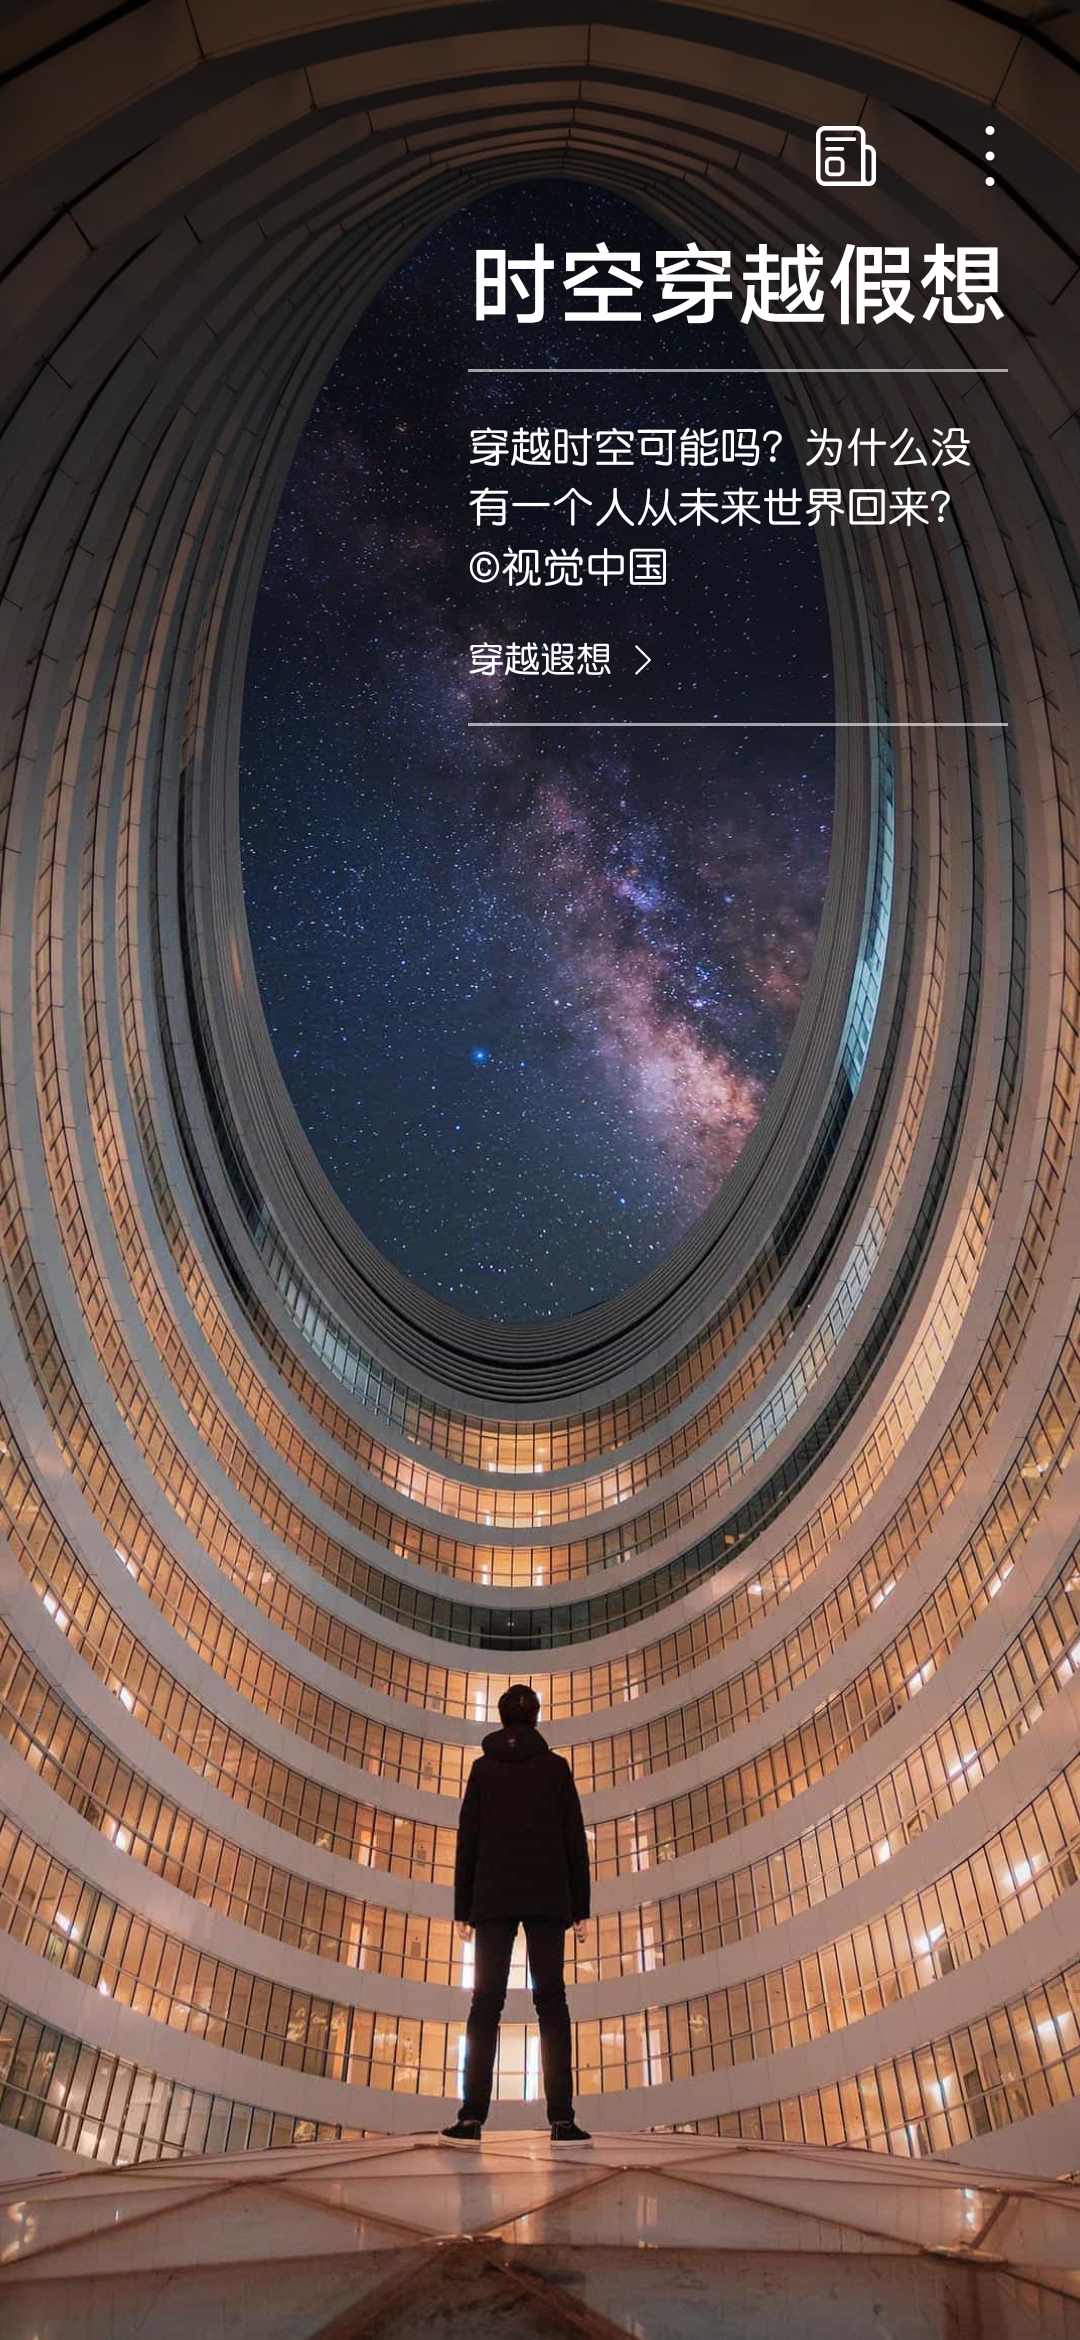 时空穿越假想
穿越时空可能吗？为什么没
有一个人从未来世界回来？
©视觉中国
穿越遐想 >